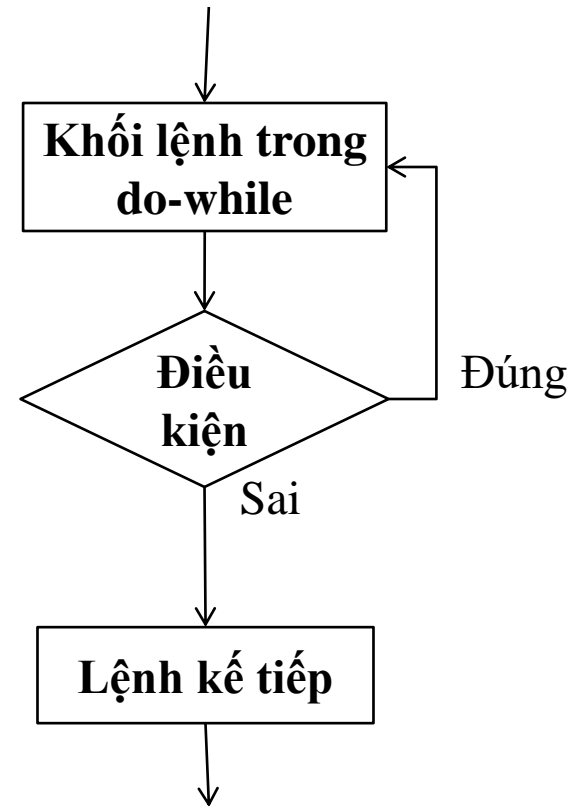 Khối lệnh trong
do-while
Điều
kiện
Đúng
Sai
Lệnh kế tiếp